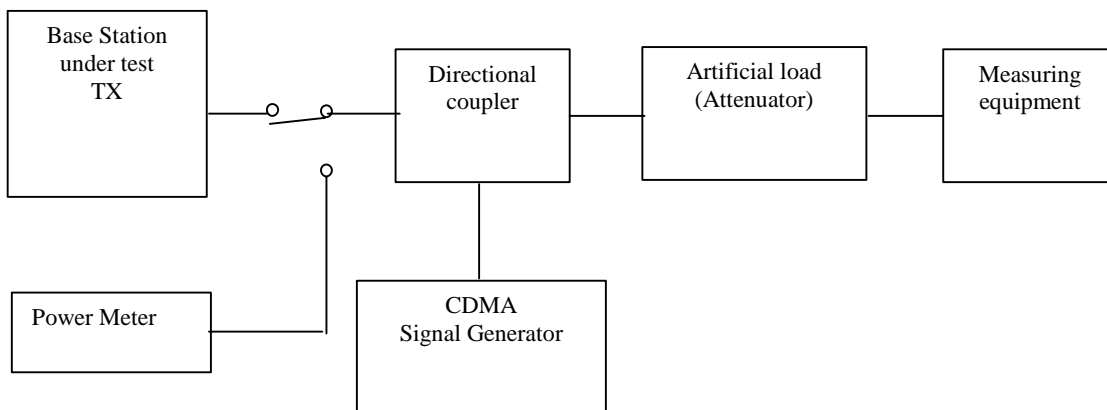 Base Station
under test
TX
Directional
coupler
Artificial load
(Attenuator)
Measuring
equipment
Power Meter
CDMA
Signal Generator